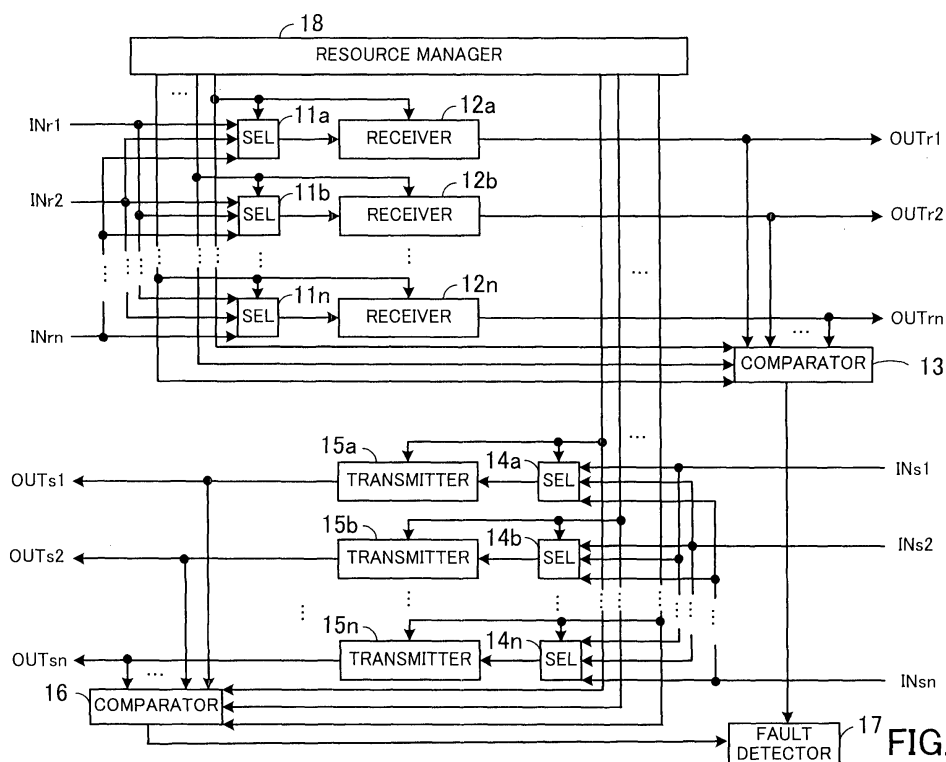 18
RESOURCE MANAGER
...
INr1
SEL
11a
RECEIVER
12a
OUTr1
INr2
SEL
11b
RECEIVER
12b
OUTr2
...
...
...
INrn
SEL
11n
RECEIVER
12n
OUTrn
...
COMPARATOR
13
...
OUTs1
15a
TRANSMITTER
14a
SEL
INs1
OUTs2
15b
TRANSMITTER
14b
SEL
INs2
...
...
...
OUTsn
15n
TRANSMITTER
14n
SEL
INsn
...
16
COMPARATOR
17
FAULT
DETECTOR
FIG.